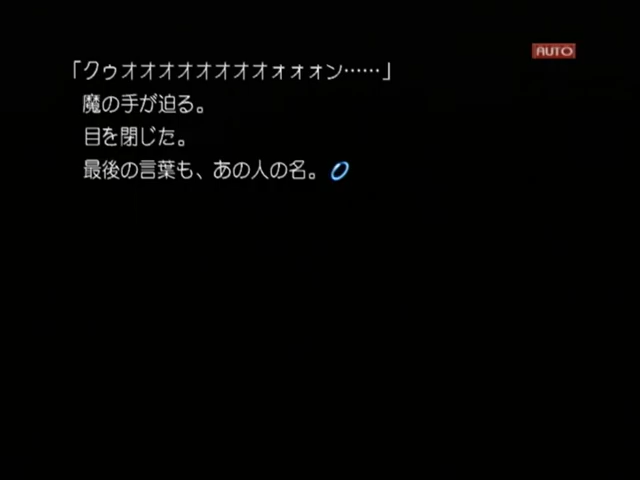 AUTO
「クゥオオオオオオオオォォォン……」
魔の手が迫る。
目を閉じた。
最後の言葉も、あの人の名。